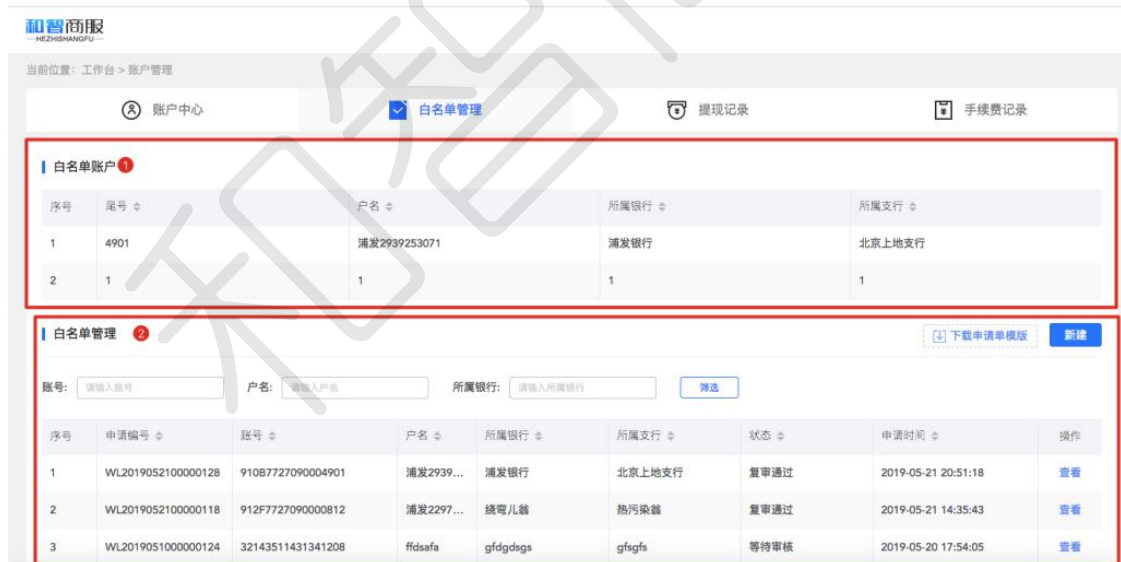 和智商服
HEZHISHANGFU
当前位置：工作台 > 账户管理
账户中心 白名单管理 提现记录 手续费记录
白名单账户 1
序号 尾号 户名 所属银行 所属支行
1 4901 浦发2939253071 浦发银行 北京上地支行
2 1 1 1 1
白名单管理 2 下载申请单模版 新建
账号: 请输入账号 户名: 请输入户名 所属银行: 请输入所属银行 筛选
序号 申请编号 账号 户名 所属银行 所属支行 状态 申请时间 操作
1 WL2019052100000128 910B7727090004901 浦发2939... 浦发银行 北京上地支行 复审通过 2019-05-21 20:51:18 查看
2 WL2019052100000118 912F7727090000812 浦发2297... 绕弯儿翁 热污染翁 复审通过 2019-05-21 14:35:43 查看
3 WL2019051000000124 32143511431341208 ffdsafa gfdgdsgs gfsgfs 等待审核 2019-05-20 17:54:05 查看
和智